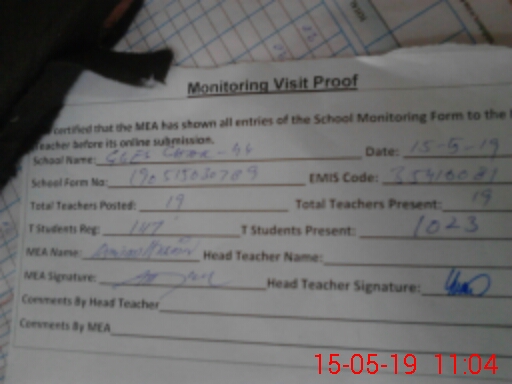 Monitoring Visit Proof
certified that the MEA has shown all entries of the School Monitoring Form to the
Teacher before its online submission.
School Name: Date: 15-5-19
School Form No: EMIS Code:
Total Teachers Posted: 19 Total Teachers Present: 19
T Students Reg: T Students Present: 1023
MEA Name: Head Teacher Name:
MEA Signature: Head Teacher Signature:
Comments By Head Teacher
Comments By MEA
15-05-19 11:04